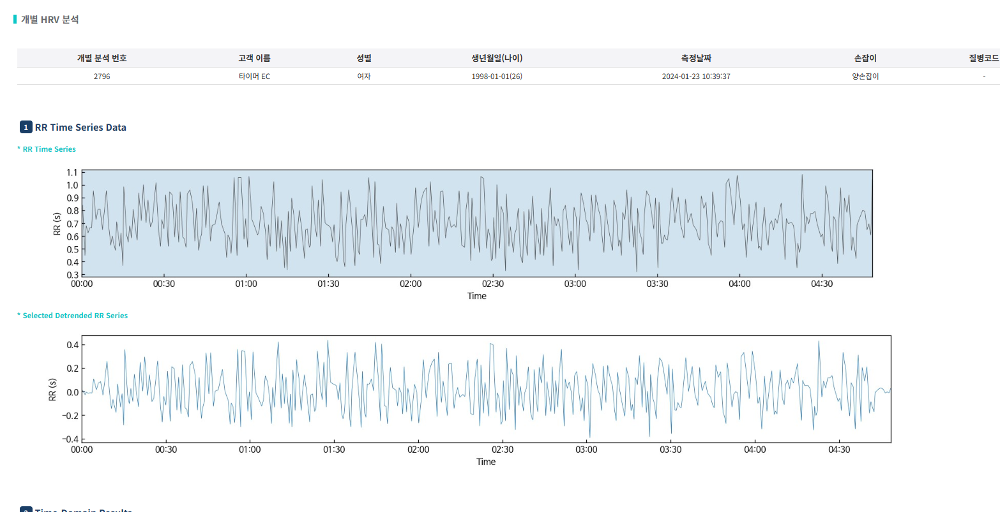 개별 HRV 분석
개별 분석 번호 고객 이름 성별 생년월일(나이) 측정날짜 손잡이 질병코드
2796 타이머 EC 여자 1998-01-01(26) 2024-01-23 10:39:37 양손잡이 -
1 RR Time Series Data
* RR Time Series
1.1
1.0
0.9
0.8
0.7
0.6
0.5
0.4
0.3
RR (s)
00:00 00:30 01:00 01:30 02:00 02:30 03:00 03:30 04:00 04:30
Time
* Selected Detrended RR Series
0.4
0.2
0.0
−0.2
−0.4
RR (s)
00:00 00:30 01:00 01:30 02:00 02:30 03:00 03:30 04:00 04:30
Time
2 Time-Domain Results